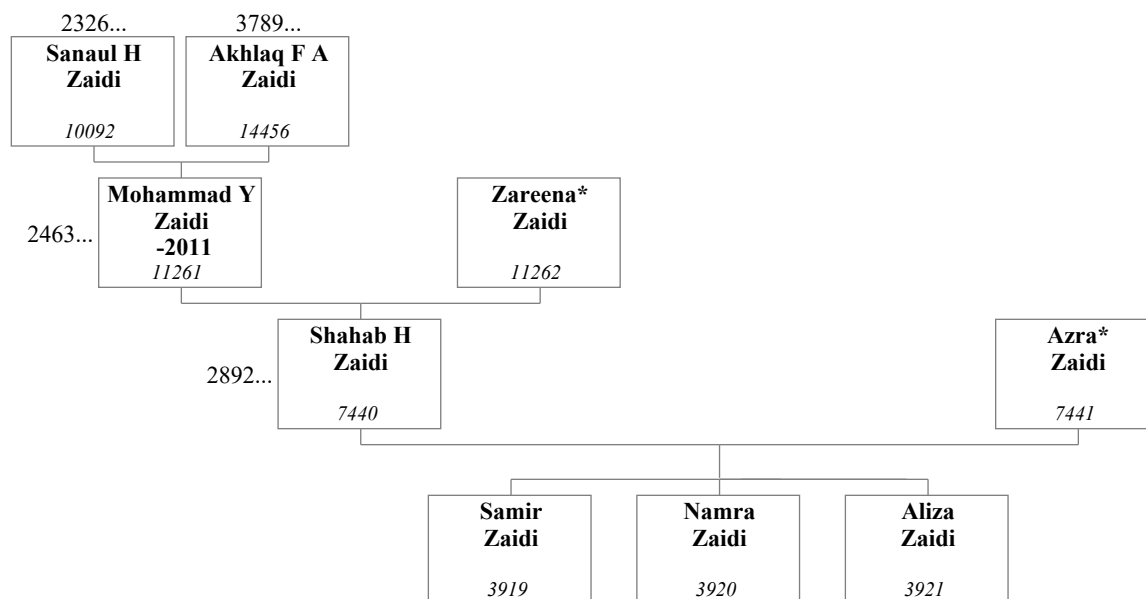 2326...
3789...
Sanaul H
Zaidi
10092
Akhlaq F A
Zaidi
14456
2463...
Mohammad Y
Zaidi
-2011
11261
Zareena*
Zaidi
11262
2892...
Shahab H
Zaidi
7440
Azra*
Zaidi
7441
Samir
Zaidi
3919
Namra
Zaidi
3920
Aliza
Zaidi
3921